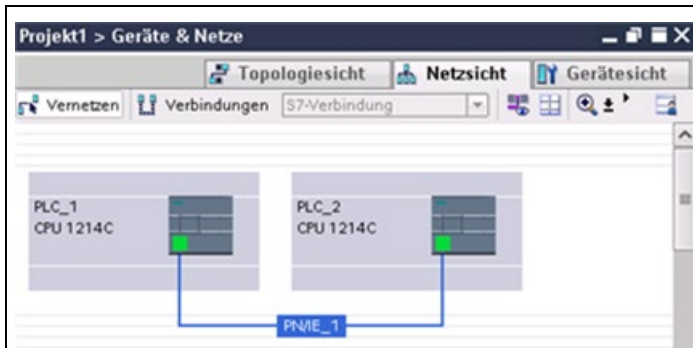 Projekt1 > Geräte & Netze
Topologiesicht Netzsicht Gerätesicht
Vernetzen Verbindungen S7-Verbindung
PLC_1
CPU 1214C
PLC_2
CPU 1214C
PN/IE_1